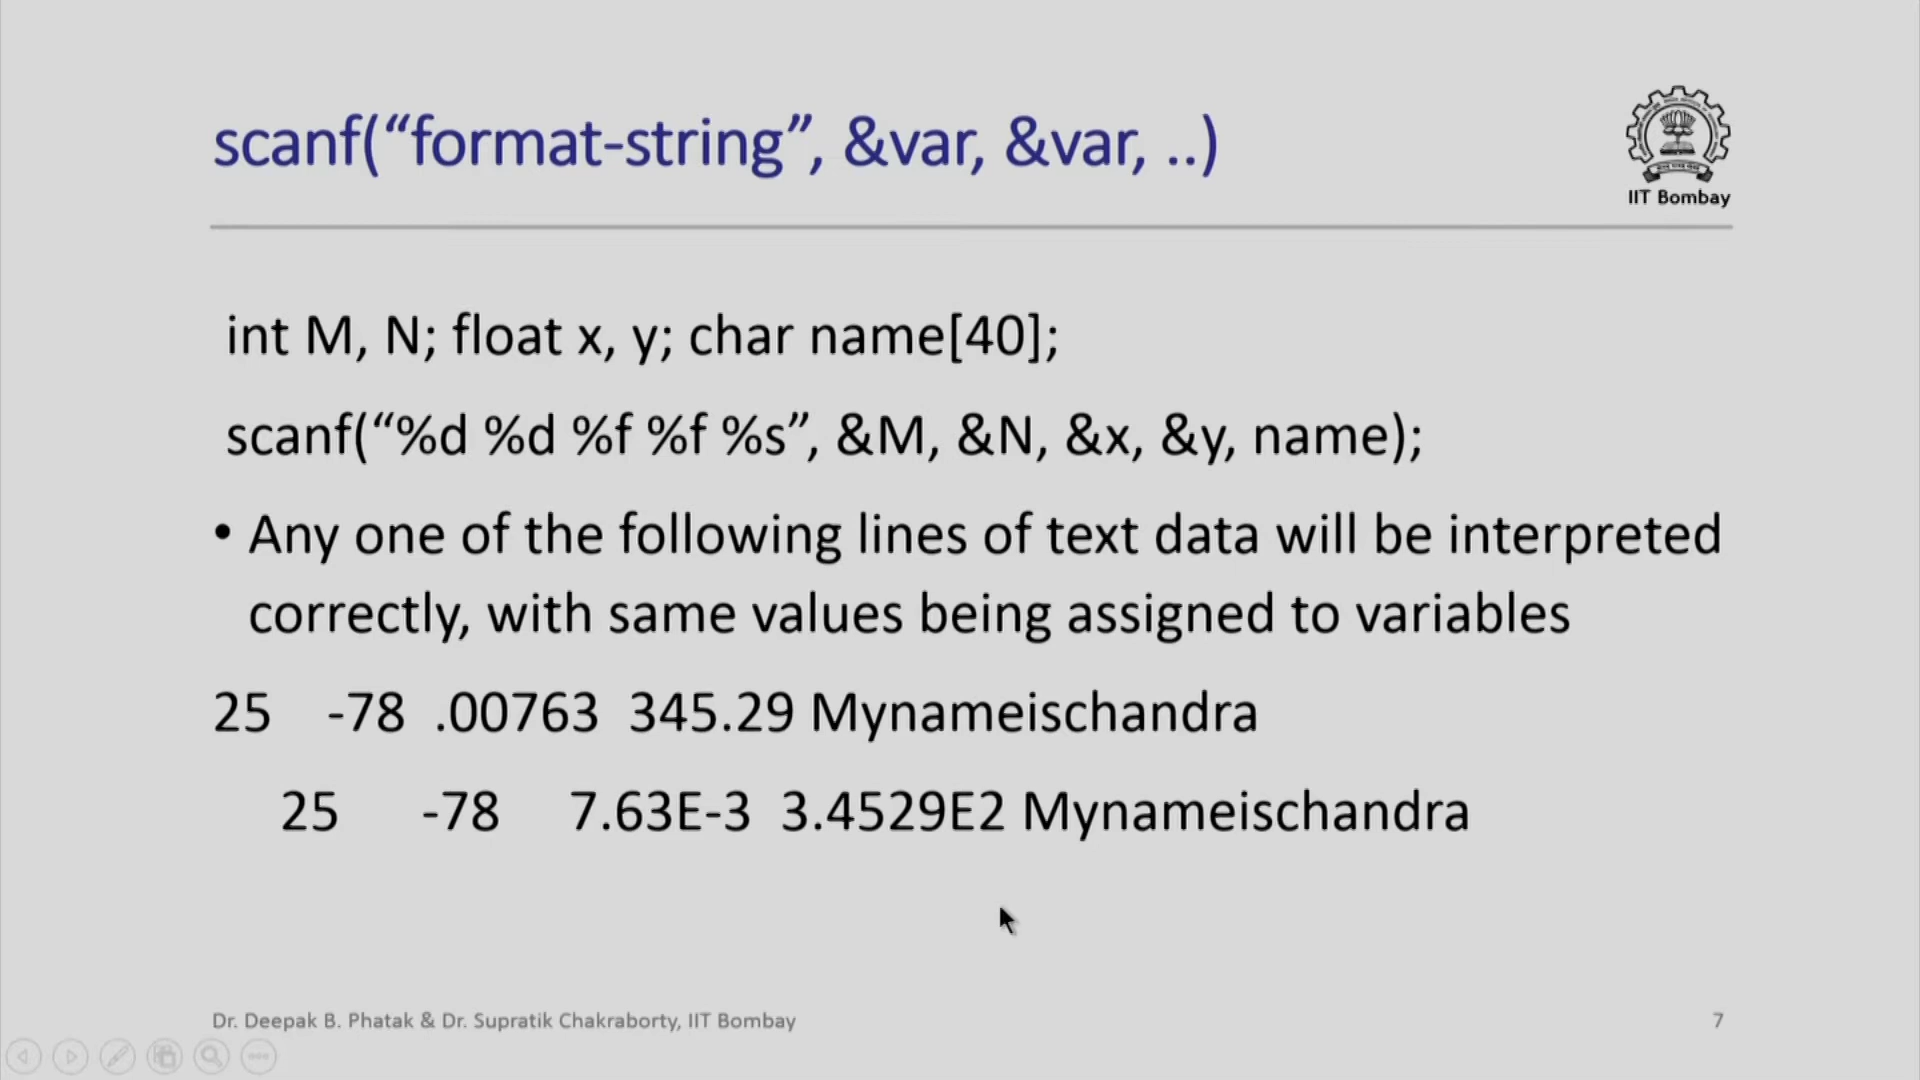 scanf(“format-string”, &var, &var, ..)
IIT Bombay
int M, N; float x, y; char name[40];
scanf(“%d %d %f %f %s”, &M, &N, &x, &y, name);
• Any one of the following lines of text data will be interpreted
correctly, with same values being assigned to variables
25 -78 .00763 345.29 Mynameischandra
25 -78 7.63E-3 3.4529E2 Mynameischandra
Dr. Deepak B. Phatak & Dr. Supratik Chakraborty, IIT Bombay
7